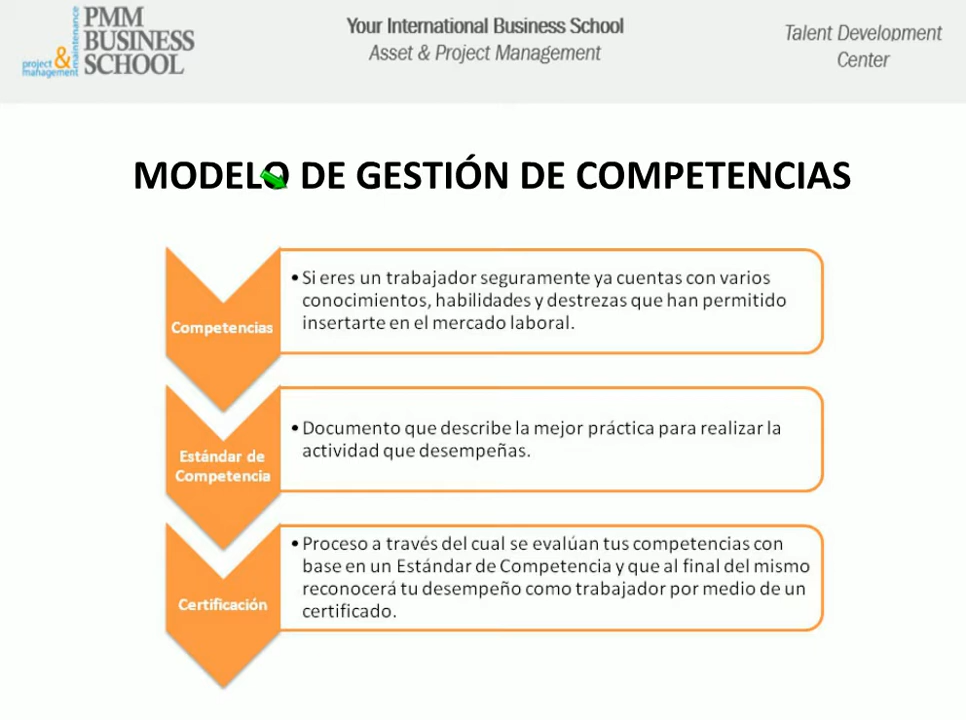 PMM
BUSINESS
SCHOOL
project
& maintenance
management
Your International Business School
Asset & Project Management
Talent Development
Center
MODELO DE GESTIÓN DE COMPETENCIAS
Competencias
• Si eres un trabajador seguramente ya cuentas con varios
conocimientos, habilidades y destrezas que han permitido
insertarte en el mercado laboral.
Estándar de
Competencia
• Documento que describe la mejor práctica para realizar la
actividad que desempeñas.
Certificación
• Proceso a través del cual se evalúan tus competencias con
base en un Estándar de Competencia y que al final del mismo
reconocerá tu desempeño como trabajador por medio de un
certificado.